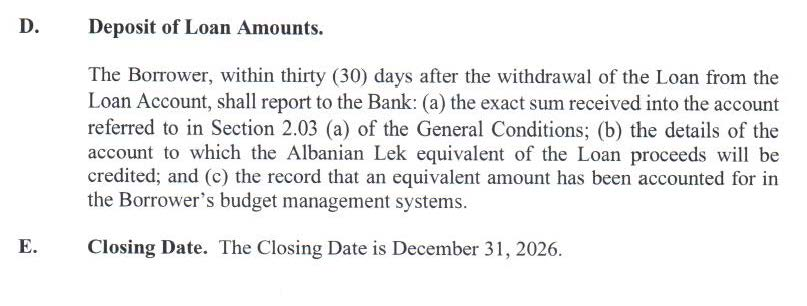 D. Deposit of Loan Amounts.
The Borrower, within thirty (30) days after the withdrawal of the Loan from the
Loan Account, shall report to the Bank: (a) the exact sum received into the account
referred to in Section 2.03 (a) of the General Conditions; (b) the details of the
account to which the Albanian Lek equivalent of the Loan proceeds will be
credited; and (c) the record that an equivalent amount has been accounted for in
the Borrower's budget management systems.
E. Closing Date. The Closing Date is December 31, 2026.